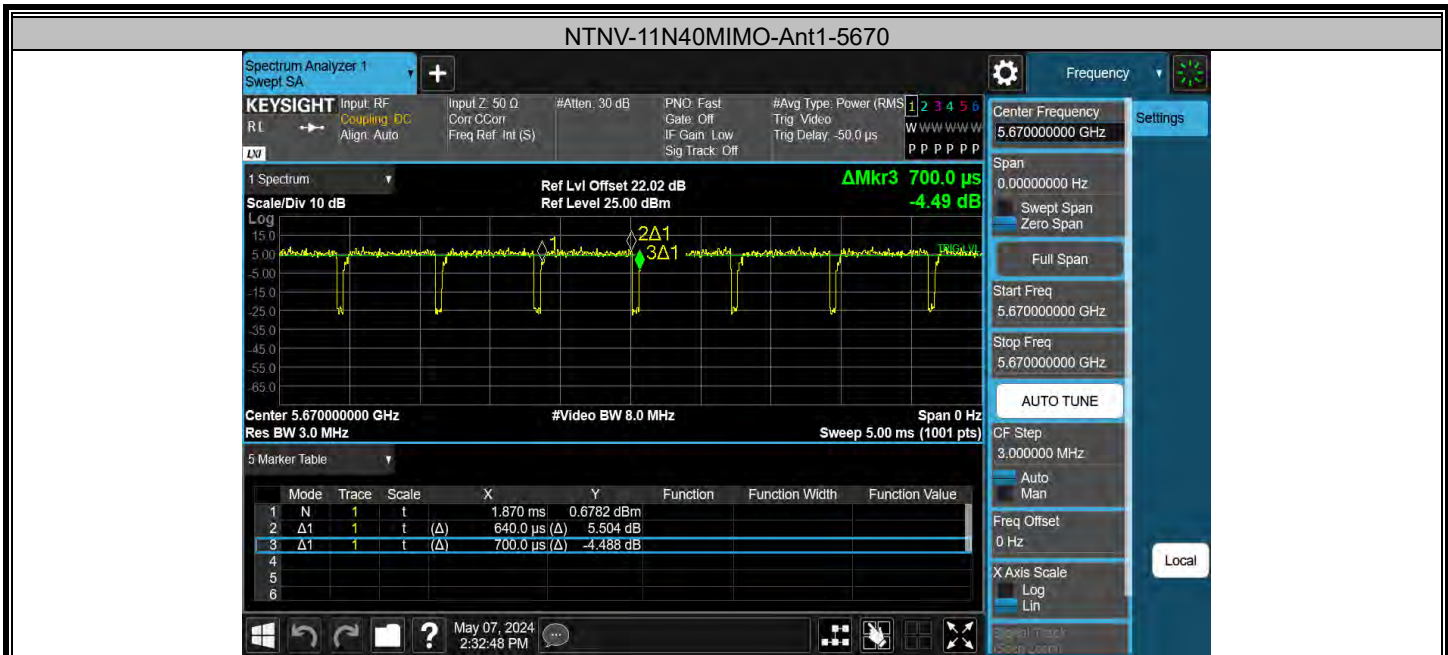 NTNV-11N40MIMO-Ant1-5670
Spectrum Analyzer 1
Swept SA
Frequency
KEYSIGHT
RL
LXI
Input: RF
Coupling: DC
Align: Auto
Input Z: 50 Ω
Corr CCorr
Freq Ref: Int (S)
#Atten: 30 dB
PNO: Fast
Gate: Off
IF Gain: Low
Sig Track: Off
#Avg Type: Power (RMS
Trig: Video
Trig Delay: -50.0 µs
1 2 3 4 5 6
W W W W W W
P P P P P P
1 Spectrum
Scale/Div 10 dB
Ref Lvl Offset 22.02 dB
Ref Level 25.00 dBm
ΔMkr3 700.0 µs
-4.49 dB
Log
15.0
5.00
-5.00
-15.0
-25.0
-35.0
-45.0
-55.0
-65.0
1
2Δ1
3Δ1
TRIG LVL
Center 5.670000000 GHz
#Video BW 8.0 MHz
Span 0 Hz
Res BW 3.0 MHz
Sweep 5.00 ms (1001 pts)
5 Marker Table
Mode Trace Scale X Y Function Function Width Function Value
1 N 1 t 1.870 ms 0.6782 dBm
2 Δ1 1 t (Δ) 640.0 µs (Δ) 5.504 dB
3 Δ1 1 t (Δ) 700.0 µs (Δ) -4.488 dB
4
5
6
May 07, 2024
2:32:48 PM
Center Frequency
5.670000000 GHz
Span
0.00000000 Hz
Swept Span
Zero Span
Full Span
Start Freq
5.670000000 GHz
Stop Freq
5.670000000 GHz
AUTO TUNE
CF Step
3.000000 MHz
Auto
Man
Freq Offset
0 Hz
X Axis Scale
Log
Lin
Signal Track
(Span Zoom)
Settings
Local